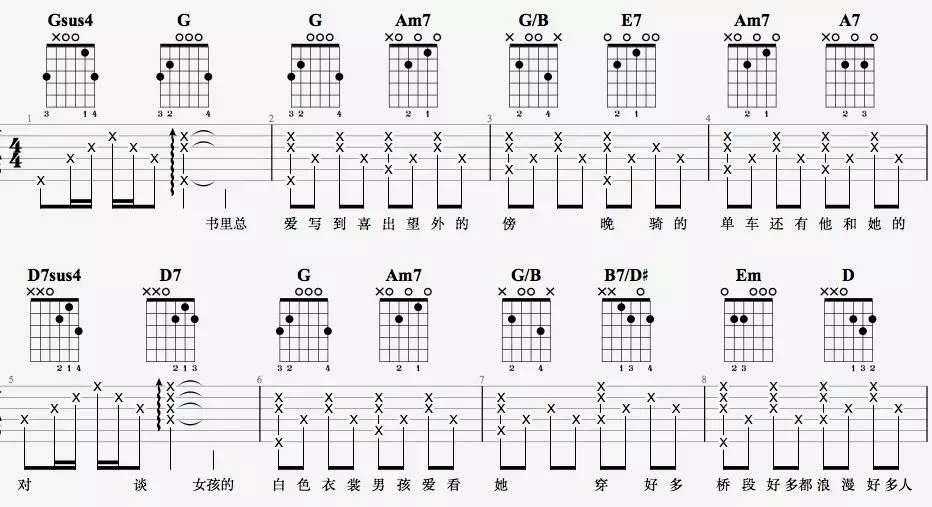 Gsus4 G G Am7 G/B E7 Am7 A7
3 1 4 3 2 4 3 2 4 2 1 2 4 2 1 2 1 2 3
1 2 3 4
4/4
书里总 爱写到喜出望外的 傍 晚骑的 单车还有他和她的
D7sus4 D7 G Am7 G/B B7/D♯ Em D
2 1 4 2 1 3 3 2 4 2 1 2 4 2 1 3 4 2 3 1 3 2
5 6 7 8
对 谈 女孩的 白色衣裳男孩爱看 她 穿好多 桥段好多都浪漫好多人